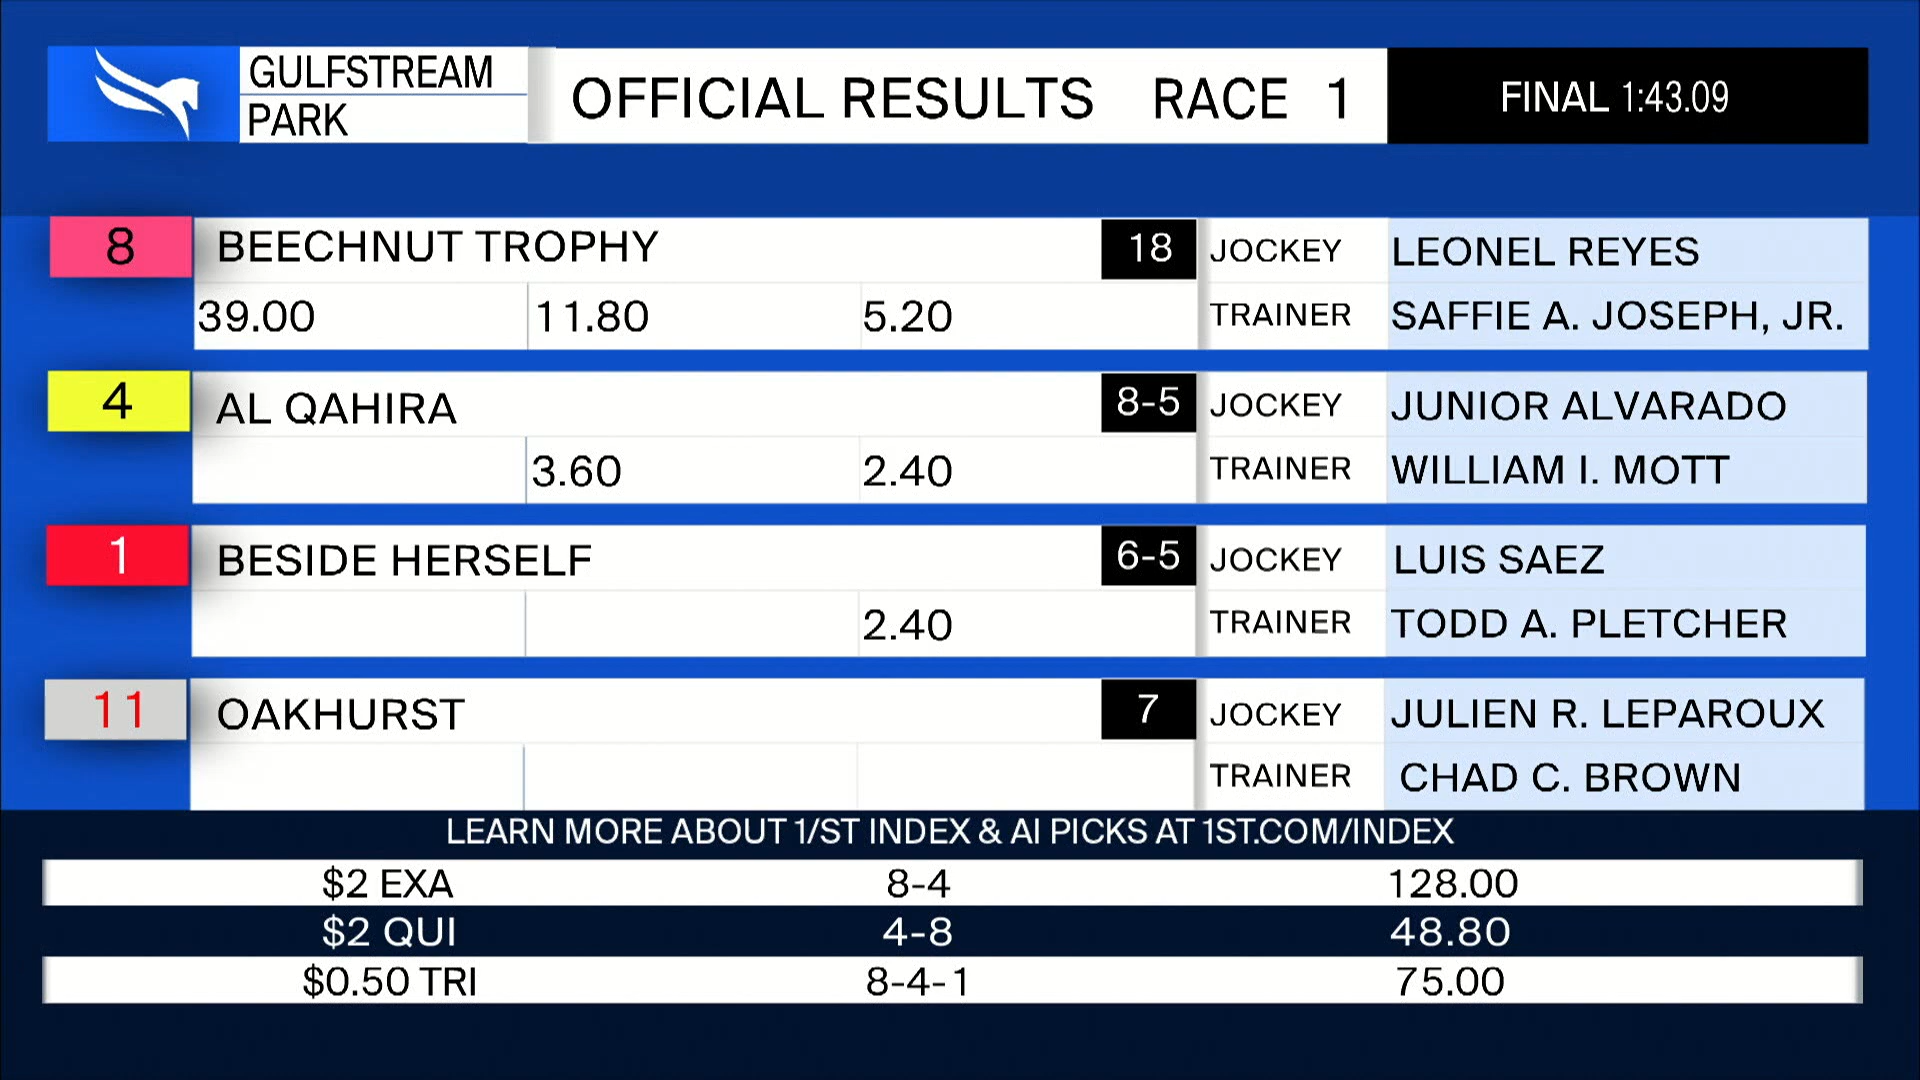 GULFSTREAM
PARK
OFFICIAL RESULTS RACE 1
FINAL 1:43.09
8 BEECHNUT TROPHY 18 JOCKEY LEONEL REYES
39.00 11.80 5.20 TRAINER SAFFIE A. JOSEPH, JR.
4 AL QAHIRA 8-5 JOCKEY JUNIOR ALVARADO
3.60 2.40 TRAINER WILLIAM I. MOTT
1 BESIDE HERSELF 6-5 JOCKEY LUIS SAEZ
2.40 TRAINER TODD A. PLETCHER
11 OAKHURST 7 JOCKEY JULIEN R. LEPAROUX
TRAINER CHAD C. BROWN
LEARN MORE ABOUT 1/ST INDEX & AI PICKS AT 1ST.COM/INDEX
$2 EXA 8-4 128.00
$2 QUI 4-8 48.80
$0.50 TRI 8-4-1 75.00